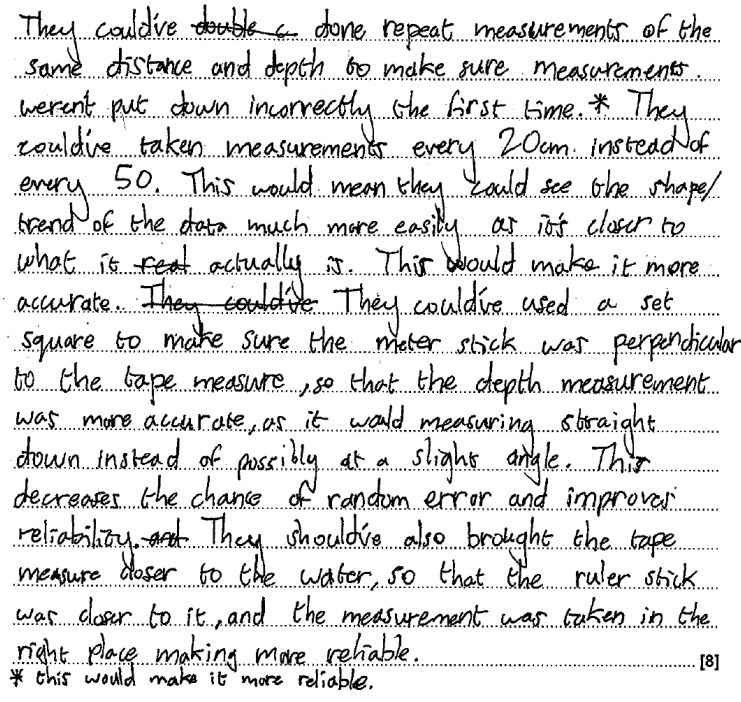 They could've ~~double c~~ done repeat measurements of the
same distance and depth to make sure measurements.
werent put down incorrectly the first time.* They
could've taken measurements every 20cm. instead of
every 50. This would mean they could see the shape/
trend of the data much more easily as it's closer to
what it ~~real~~ actually is. This would make it more
accurate. ~~They could've~~ They could've used a set
square to make sure the meter stick was perpendicular
to the tape measure, so that the depth measurement
was more accurate, as it would measuring straight
down instead of possibly at a slight angle. This
decreases the chance of random error and improves
reliability. ~~and~~ They should've also brought the tape
measure closer to the water, so that the ruler stick
was closer to it, and the measurement was taken in the
right place making more reliable. [8]
* this would make it more reliable.